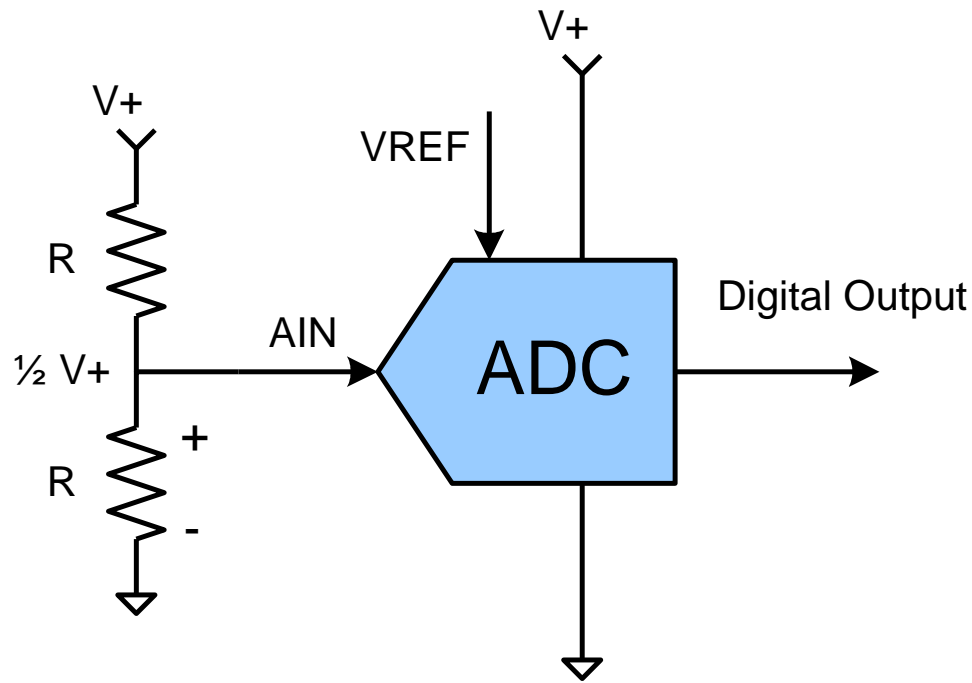 V+
V+
VREF
R
Digital Output
AIN
½ V+
ADC
+
R
-